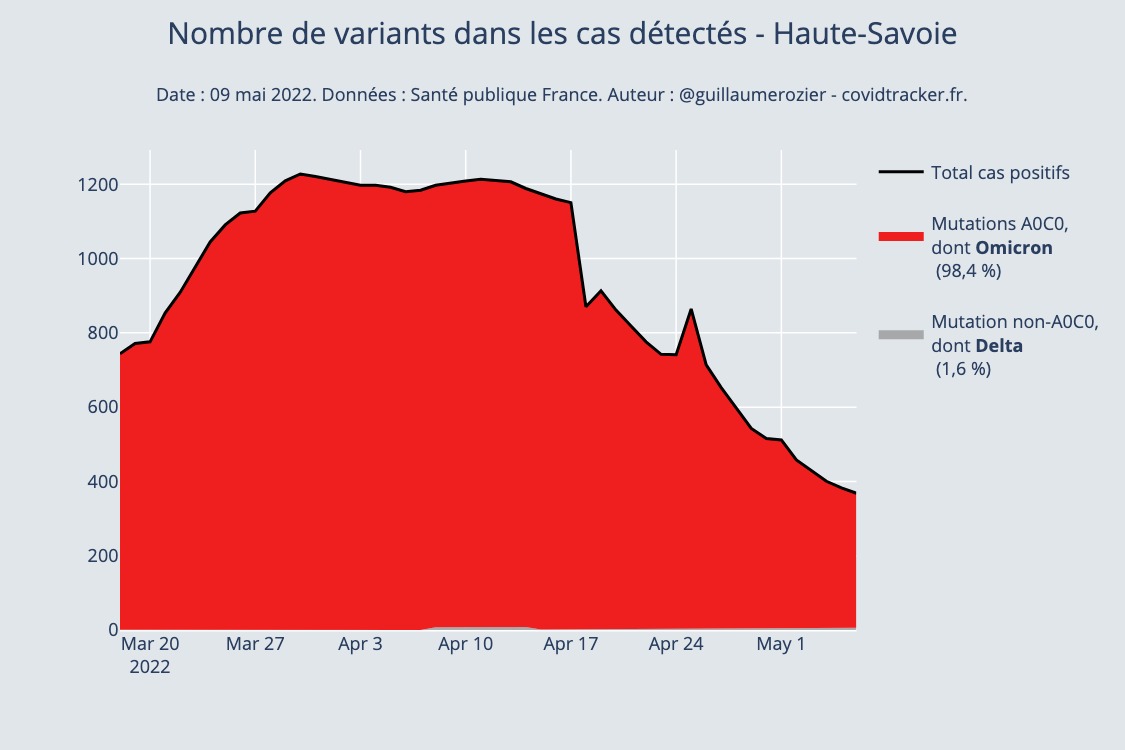 Nombre de variants dans les cas détectés - Haute-Savoie
Date : 09 mai 2022. Données : Santé publique France. Auteur : @guillaumerozier - covidtracker.fr.
1200
1000
800
600
400
200
0
Mar 20
2022
Mar 27
Apr 3
Apr 10
Apr 17
Apr 24
May 1
Total cas positifs
Mutations A0C0,
dont Omicron
(98,4 %)
Mutation non-A0C0,
dont Delta
(1,6 %)